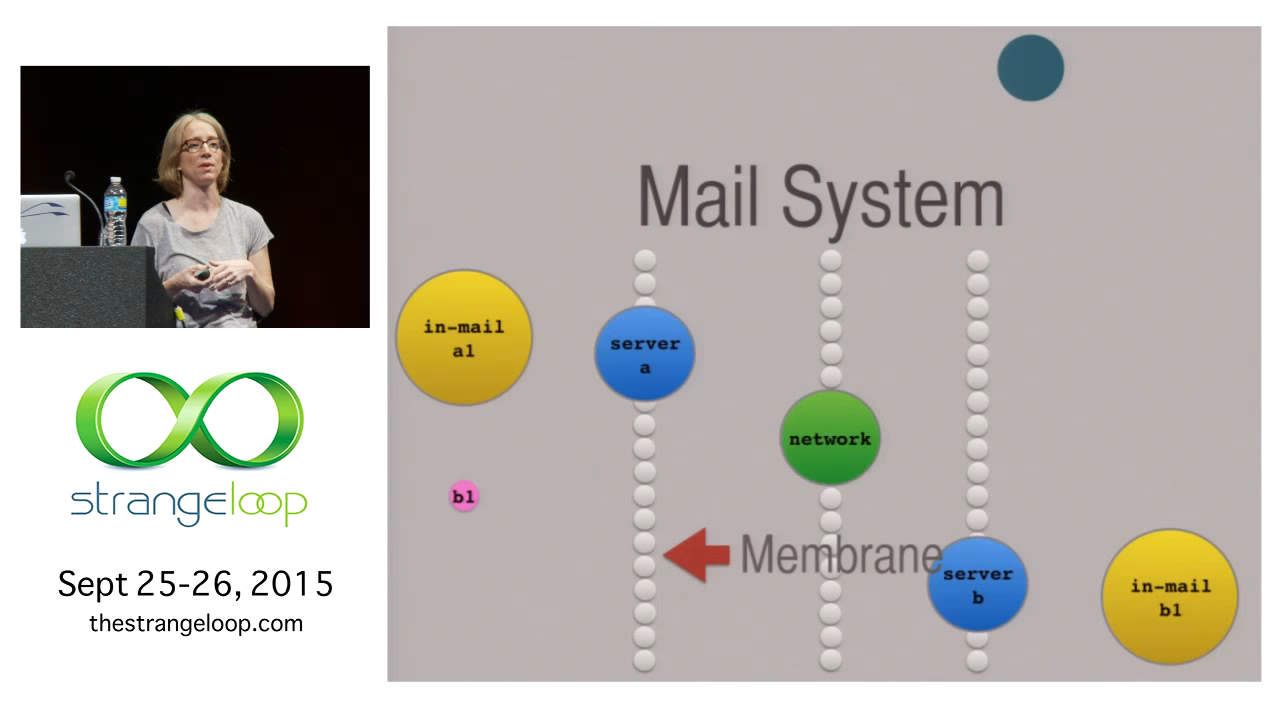 Mail System
in-mail
a1
server
a
network
b1
Membrane
server
b
in-mail
b1
strangeloop
Sept 25-26, 2015
thestrangeloop.com